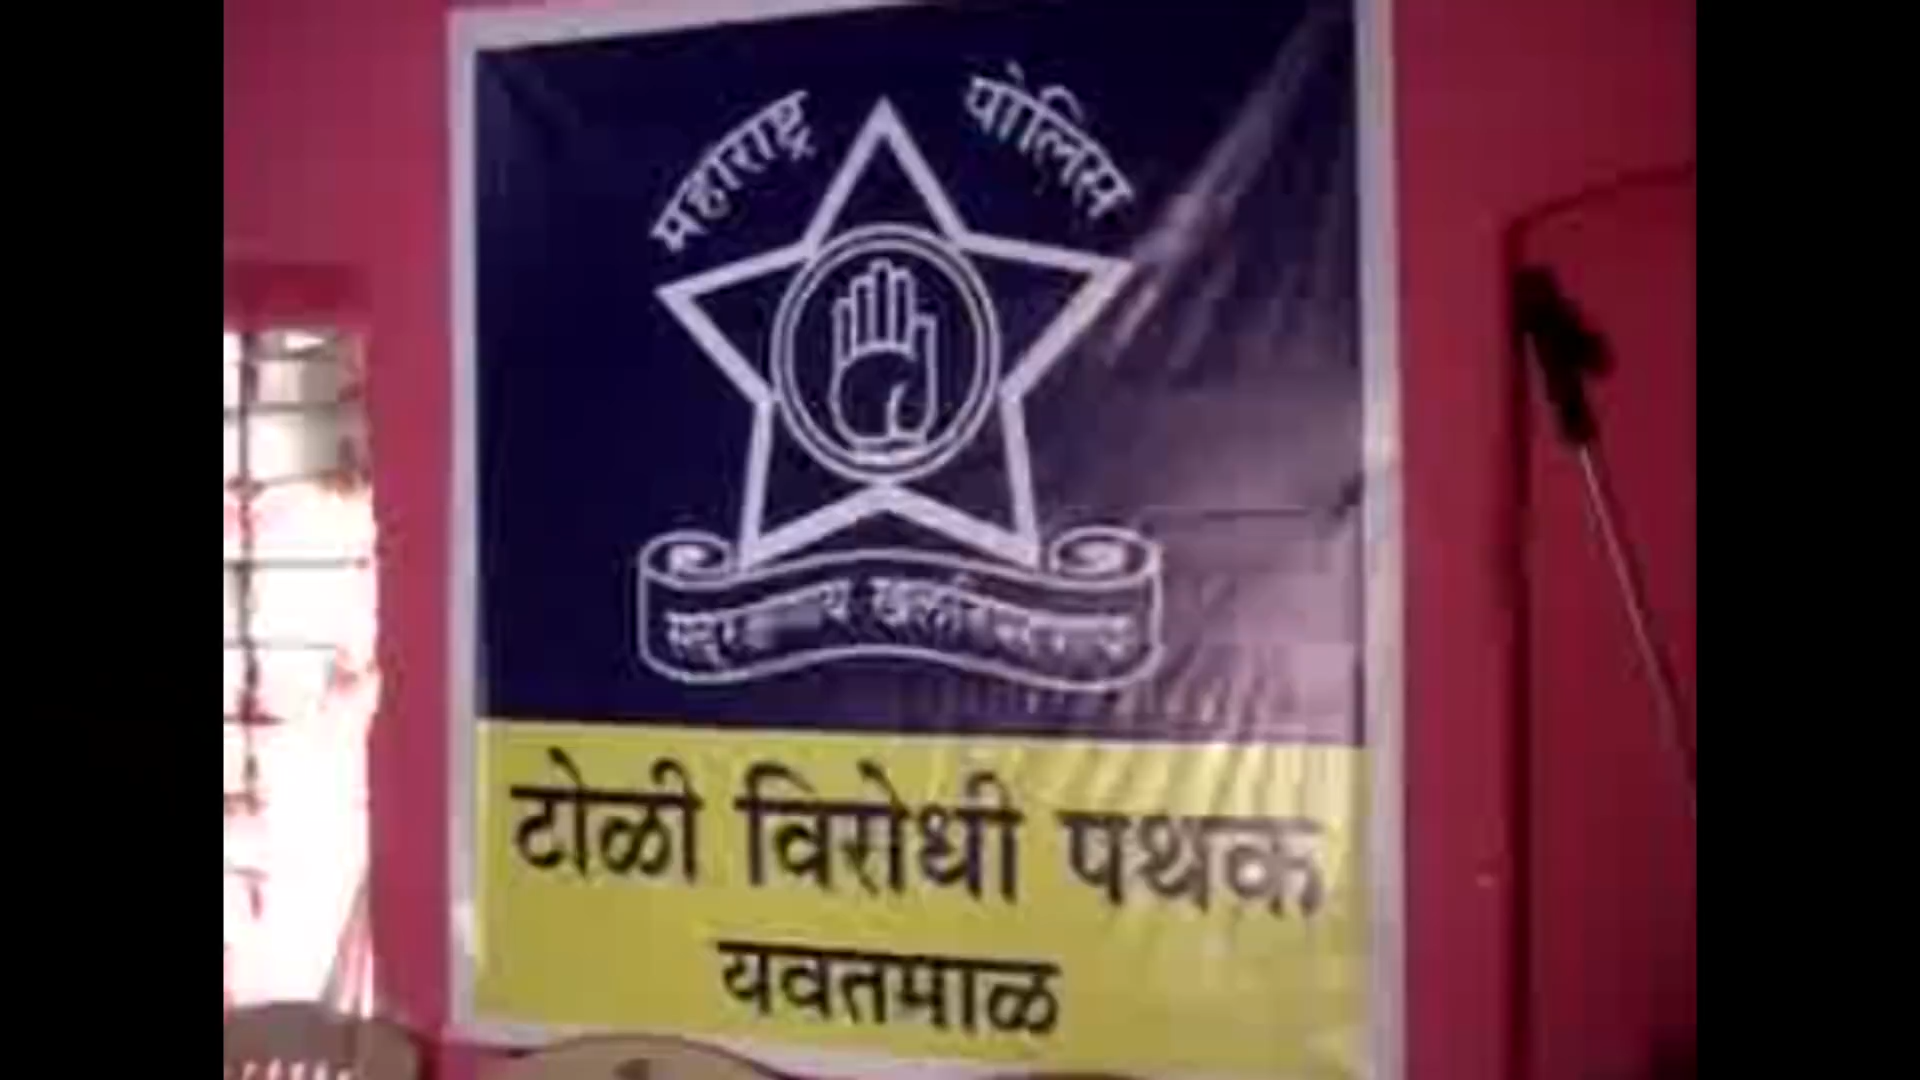 महाराष्ट्र पोलिस
टोळी विरोधी पथक
यवतमाळ